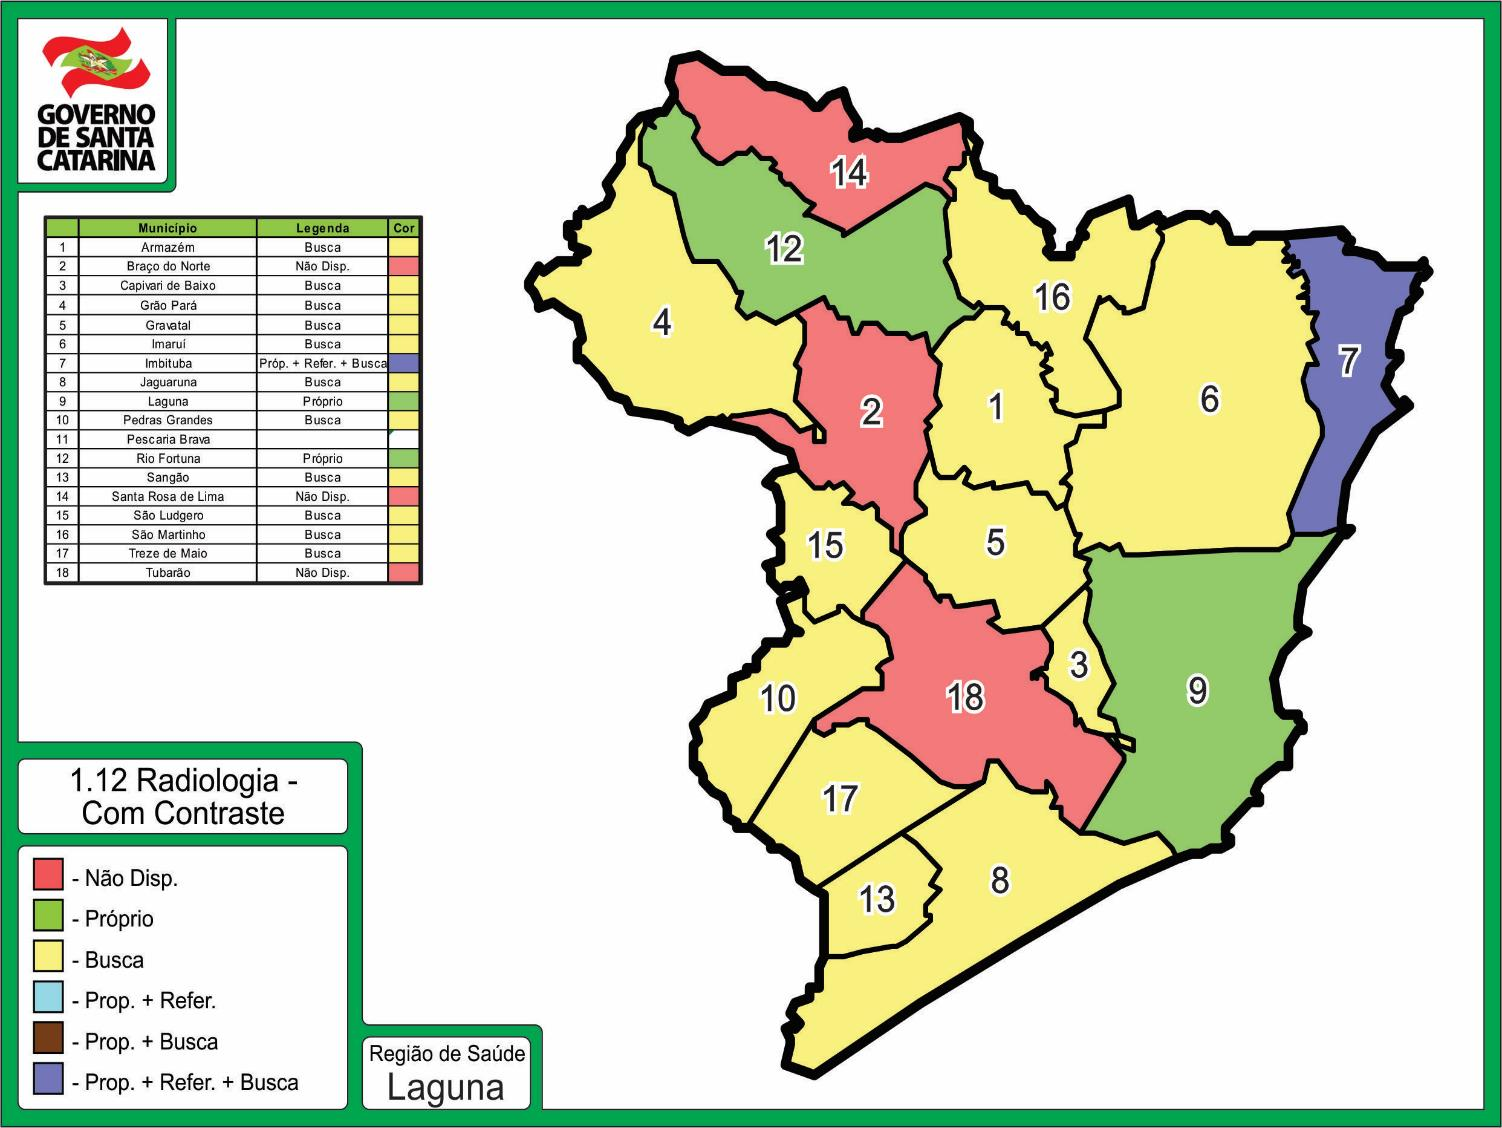 GOVERNO
DE SANTA
CATARINA
Município Legenda Cor
1 Armazém Busca
2 Braço do Norte Não Disp.
3 Capivari de Baixo Busca
4 Grão Pará Busca
5 Gravatal Busca
6 Imaruí Busca
7 Imbituba Próp. + Refer. + Busca
8 Jaguaruna Busca
9 Laguna Próprio
10 Pedras Grandes Busca
11 Pescaria Brava
12 Rio Fortuna Próprio
13 Sangão Busca
14 Santa Rosa de Lima Não Disp.
15 São Ludgero Busca
16 São Martinho Busca
17 Treze de Maio Busca
18 Tubarão Não Disp.
14
12
16
4
7
6
1
2
5
15
3
9
10
18
17
8
13
1.12 Radiologia -
Com Contraste
- Não Disp.
- Próprio
- Busca
- Prop. + Refer.
- Prop. + Busca
- Prop. + Refer. + Busca
Região de Saúde
Laguna